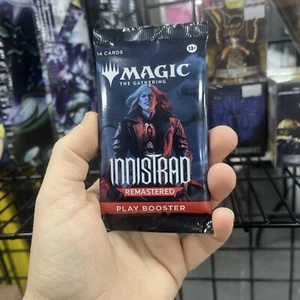 14 CARDS
13+
MAGIC
THE GATHERING
INNISTRAD
REMASTERED
PLAY BOOSTER